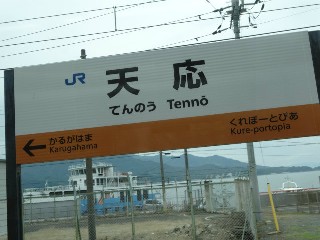 JR 天応
てんのう Tennō
かるがはま
Karugahama
くれぽーとぴあ
Kure-portopia